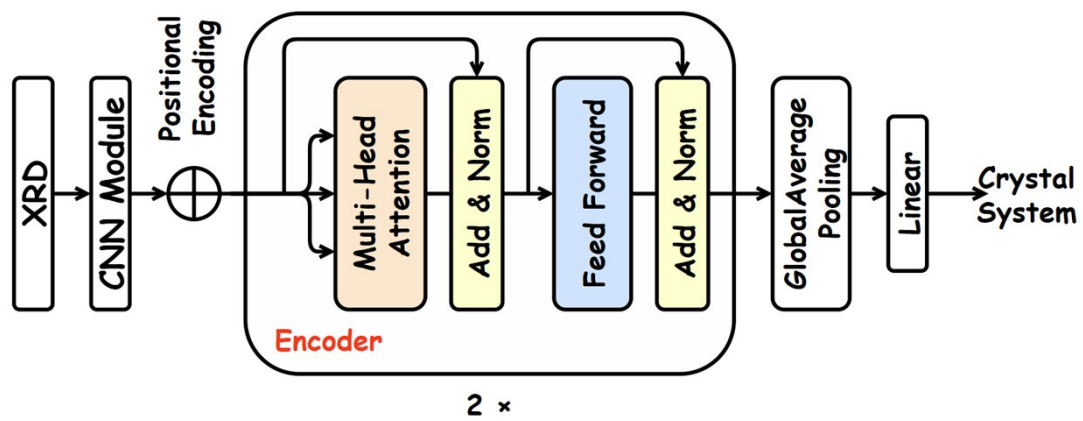 XRD
CNN Module
Positional
Encoding
Multi-Head
Attention
Add & Norm
Feed Forward
Add & Norm
Encoder
2 ×
GlobalAverage
Pooling
Linear
Crystal
System